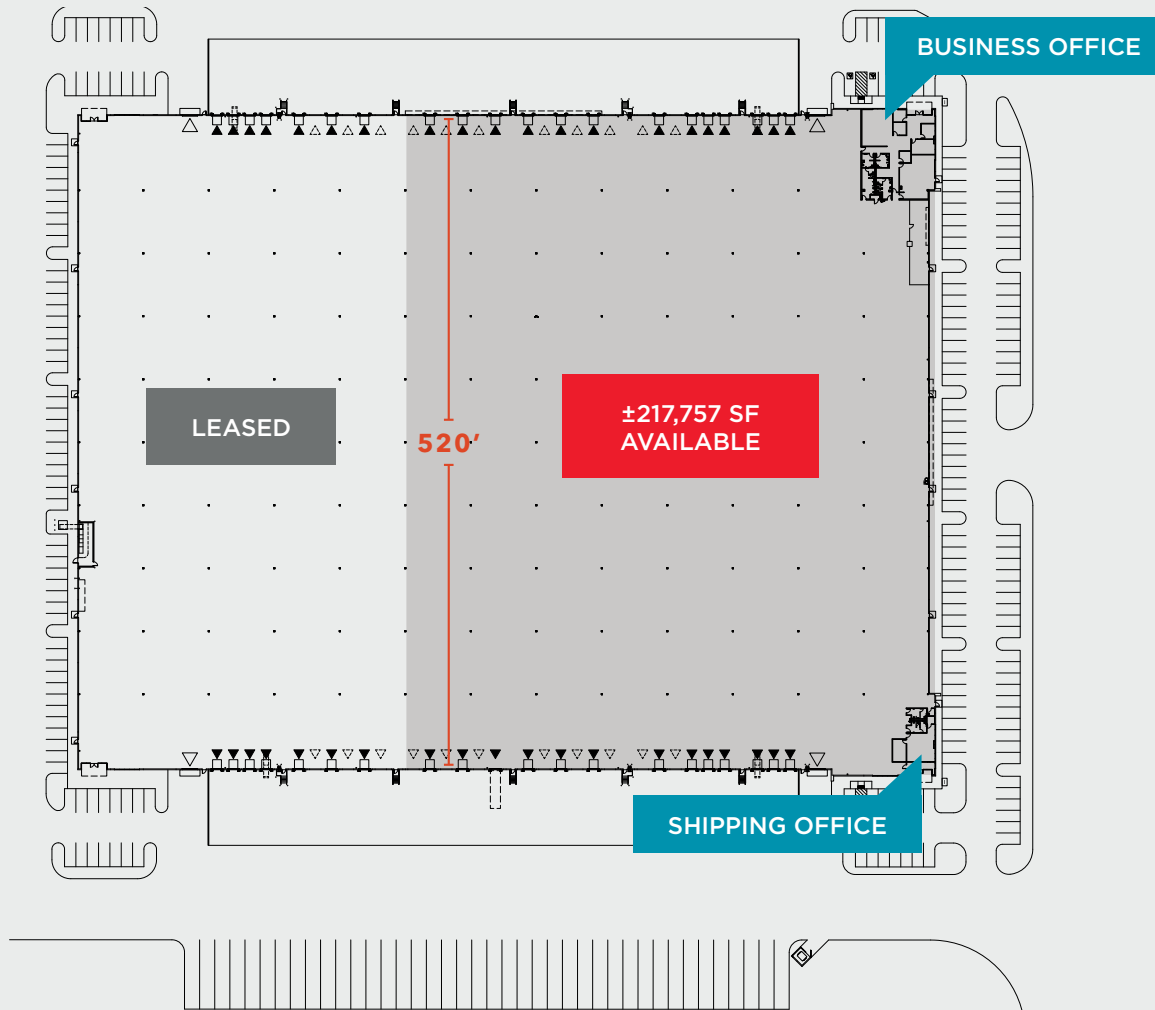 BUSINESS OFFICE
LEASED
±217,757 SF
AVAILABLE
520’
SHIPPING OFFICE